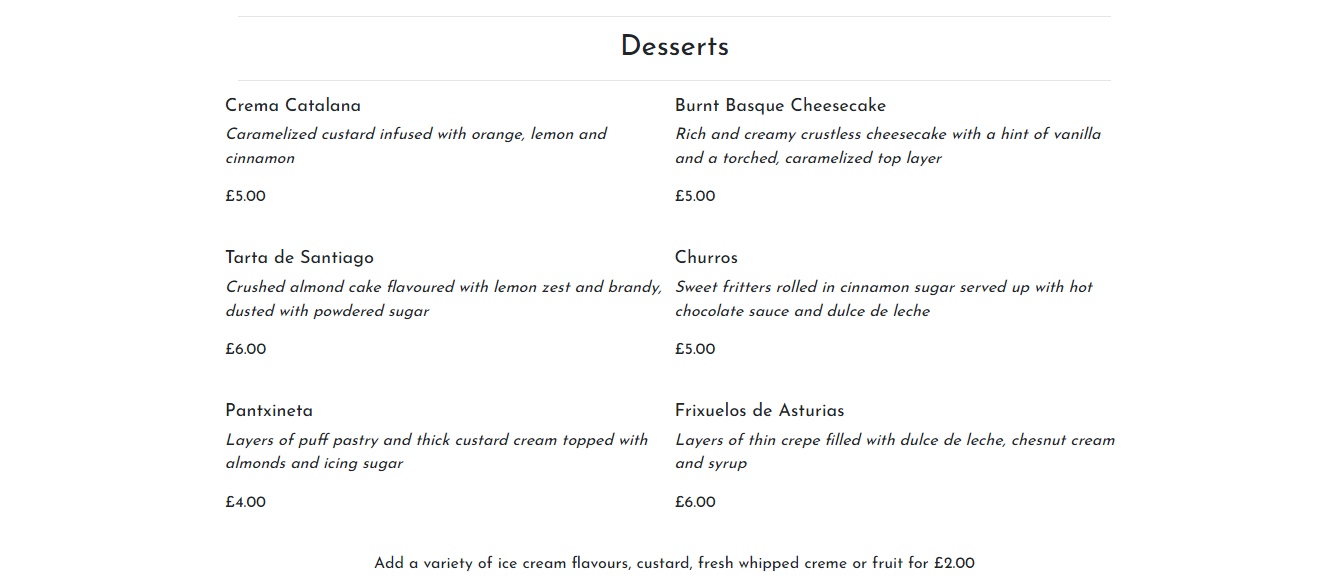 Desserts
Crema Catalana
Caramelized custard infused with orange, lemon and
cinnamon
£5.00
Burnt Basque Cheesecake
Rich and creamy crustless cheesecake with a hint of vanilla
and a torched, caramelized top layer
£5.00
Tarta de Santiago
Crushed almond cake flavoured with lemon zest and brandy,
dusted with powdered sugar
£6.00
Churros
Sweet fritters rolled in cinnamon sugar served up with hot
chocolate sauce and dulce de leche
£5.00
Pantxineta
Layers of puff pastry and thick custard cream topped with
almonds and icing sugar
£4.00
Frixuelos de Asturias
Layers of thin crepe filled with dulce de leche, chesnut cream
and syrup
£6.00
Add a variety of ice cream flavours, custard, fresh whipped creme or fruit for £2.00